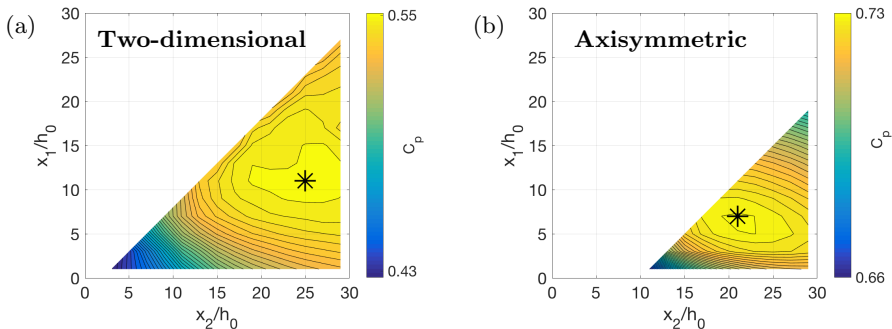 (a)
Two-dimensional
30
25
20
15
10
5
0
x₁/h₀
0 5 10 15 20 25 30
x₂/h₀
0.55
Cₚ
0.43
(b)
Axisymmetric
30
25
20
15
10
5
0
x₁/h₀
0 5 10 15 20 25 30
x₂/h₀
0.73
Cₚ
0.66